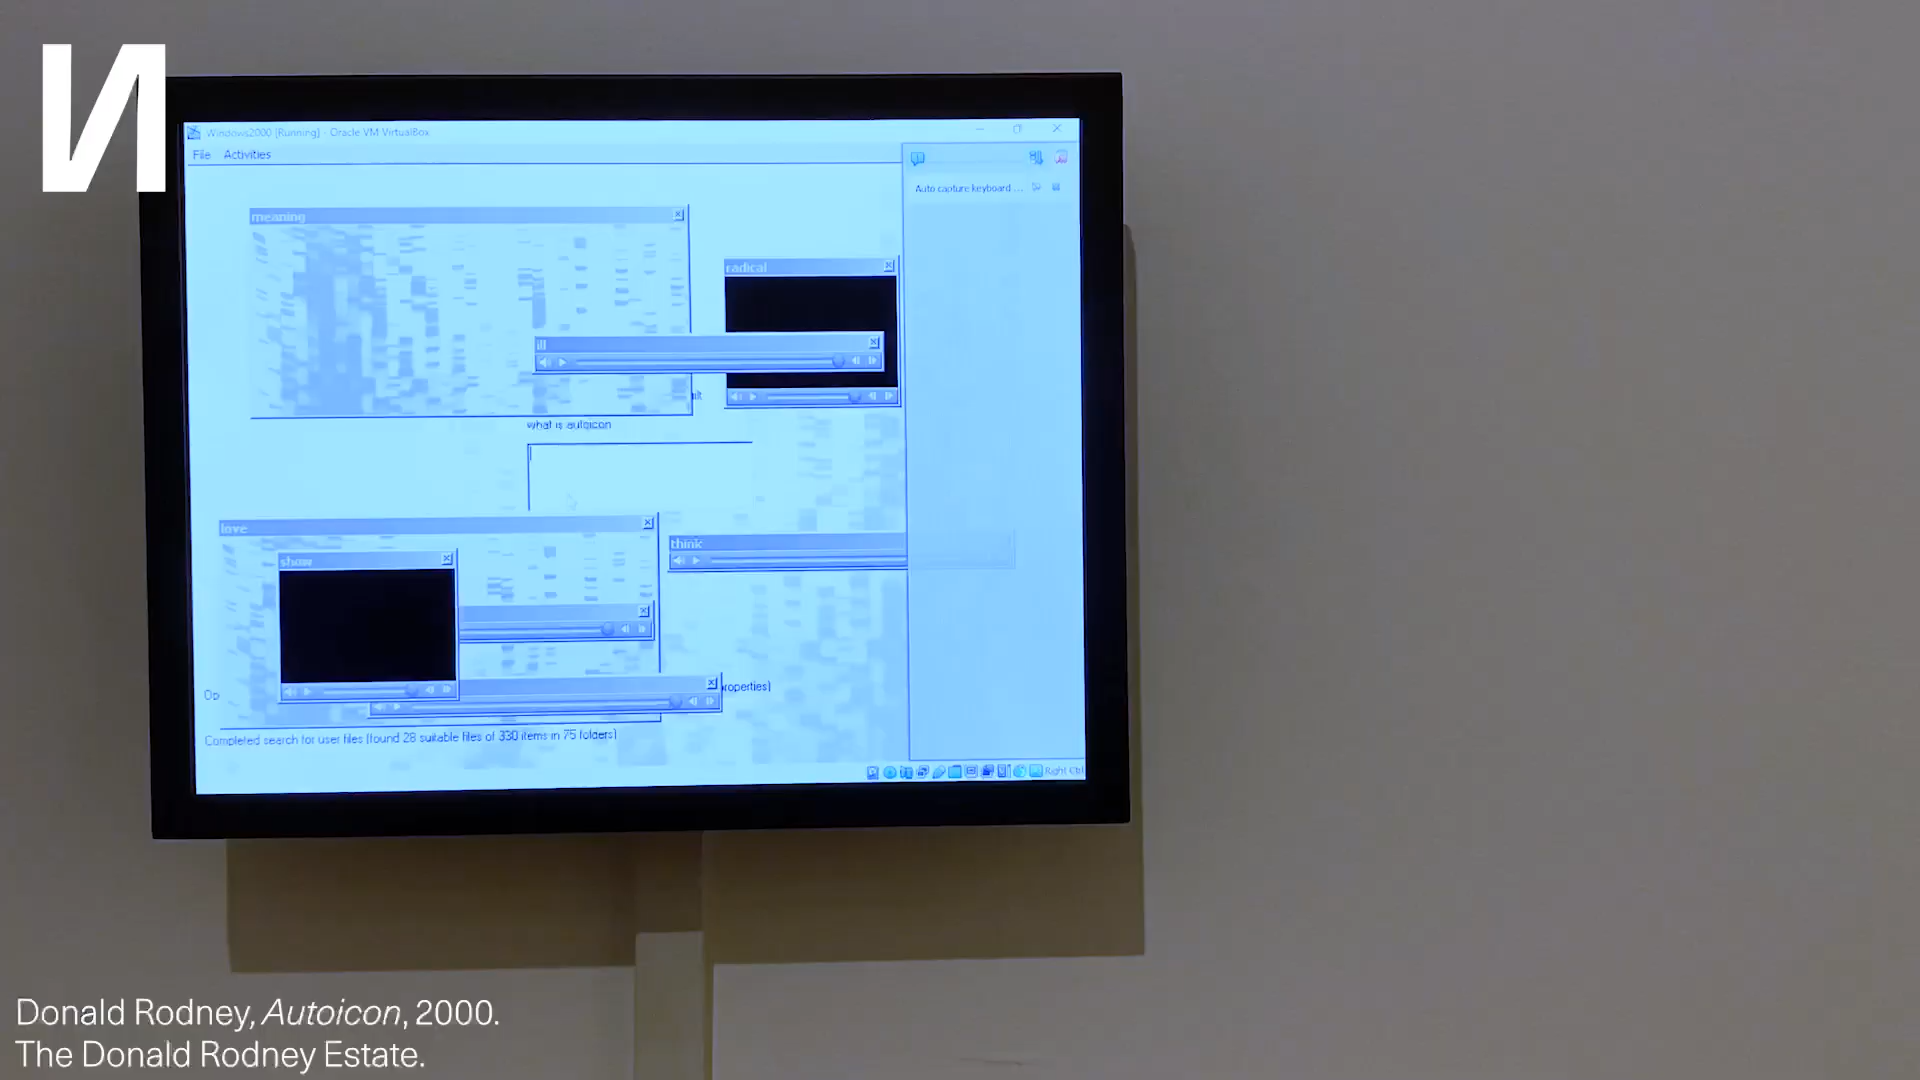 И
Windows2000 [Running] - Oracle VM VirtualBox
File Activities
Auto capture keyboard ...
meaning
radical
ill
what is autoicon
love
think
show
Op
roperties)
Completed search for user files (found 28 suitable files of 330 items in 75 folders)
Right Ctrl
Donald Rodney, Autoicon, 2000.
The Donald Rodney Estate.